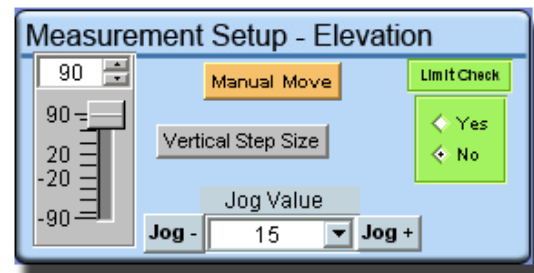 Measurement Setup - Elevation
90
Manual Move
Limit Check
90
20
-20
-90
Vertical Step Size
Yes
No
Jog Value
Jog -
15
Jog +